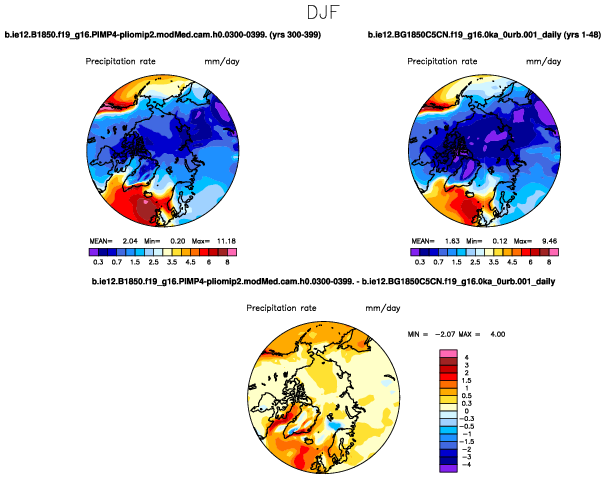 DJF
b.ie12.B1850.f19_g16.PIMP4-pliomip2.modMed.cam.h0.0300-0399. (yrs 300-399)
b.ie12.BG1850C5CN.f19_g16.0ka_0urb.001_daily (yrs 1-48)
Precipitation rate mm/day
Precipitation rate mm/day
MEAN= 2.04 Min= 0.20 Max= 11.18
MEAN= 1.63 Min= 0.12 Max= 9.46
0.3 0.7 1.5 2.5 3.5 4.5 6 8
0.3 0.7 1.5 2.5 3.5 4.5 6 8
b.ie12.B1850.f19_g16.PIMP4-pliomip2.modMed.cam.h0.0300-0399. - b.ie12.BG1850C5CN.f19_g16.0ka_0urb.001_daily
Precipitation rate mm/day
MIN = -2.07 MAX = 4.00
4
3
2
1.5
1
0.5
0.3
0
-0.3
-0.5
-1
-1.5
-2
-3
-4